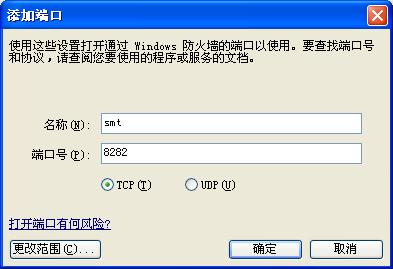 添加端口
使用这些设置打开通过 Windows 防火墙的端口以使用。要查找端口号
和协议，请查阅您要使用的程序或服务的文档。
名称(N): smt
端口号(P): 8282
TCP(T) UDP(U)
打开端口有何风险?
更改范围(C)... 确定 取消